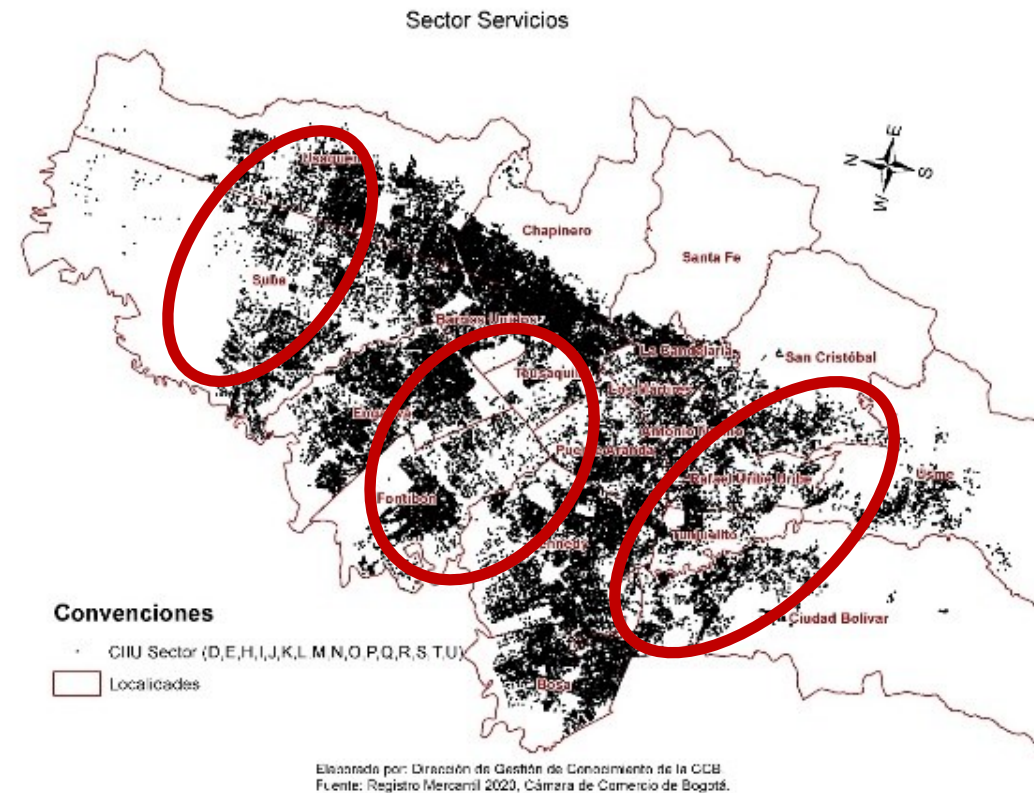 Sector Servicios
E
N
S
W
Usaquén
Chapinero
Santa Fe
Suba
Barrios Unidos
La Candelaria
San Cristóbal
Teusaquillo
Los Mártires
Engativá
Antonio Nariño
Puente Aranda
Rafael Uribe Uribe
Usme
Fontibón
Tunjuelito
Kennedy
Ciudad Bolívar
Bosa
Convenciones
CIIU Sector (D,E,H,I,J,K,L,M,N,O,P,Q,R,S,T,U)
Localidades
Elaborado por: Dirección de Gestión de Conocimiento de la CCB.
Fuente: Registro Mercantil 2020, Cámara de Comercio de Bogotá.